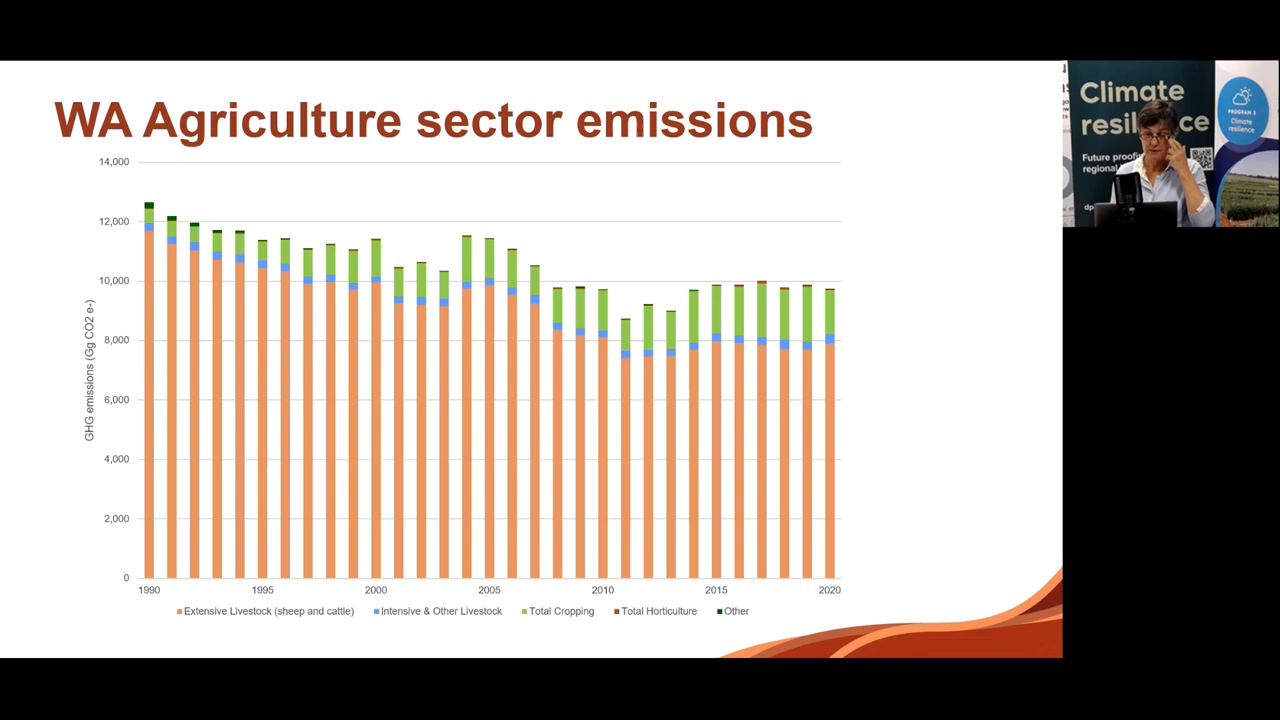 WA Agriculture sector emissions
14,000
12,000
10,000
8,000
6,000
4,000
2,000
0
GHG emissions (Gg CO2 e-)
1990 1995 2000 2005 2010 2015 2020
Extensive Livestock (sheep and cattle) Intensive & Other Livestock Total Cropping Total Horticulture Other
Climate
Future
regional
PROGRAM 3
Climate
resilience